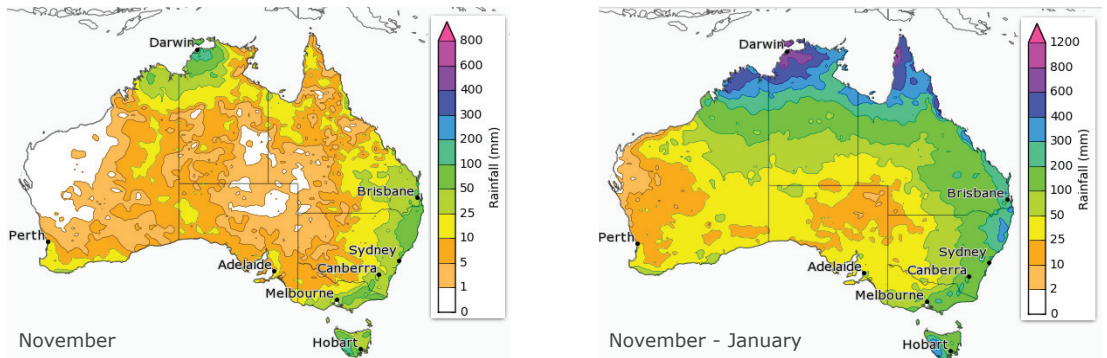 Darwin
Brisbane
Perth
Sydney
Adelaide
Canberra
Melbourne
Hobart
November
800
600
400
300
200
100
50
25
10
5
1
0
Rainfall (mm)
Darwin
Brisbane
Perth
Sydney
Adelaide
Canberra
Melbourne
Hobart
November - January
1200
800
600
400
300
200
100
50
25
10
2
0
Rainfall (mm)